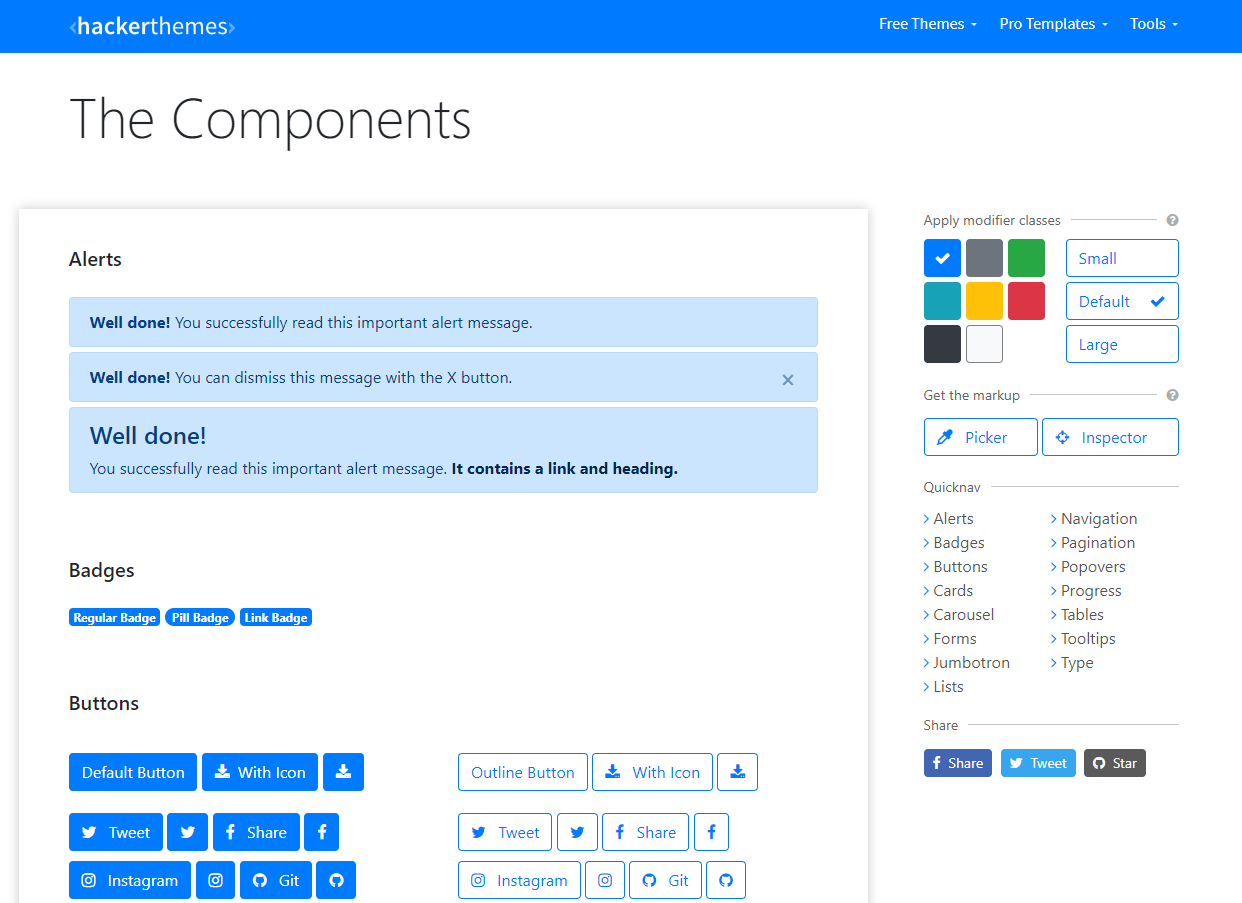 ‹hackerthemes›
Free Themes
Pro Templates
Tools
The Components
Alerts
Well done! You successfully read this important alert message.
Well done! You can dismiss this message with the X button.
×
Well done!
You successfully read this important alert message. It contains a link and heading.
Badges
Regular Badge
Pill Badge
Link Badge
Buttons
Default Button
With Icon
Outline Button
With Icon
Tweet
Share
Tweet
Share
Instagram
Git
Instagram
Git
Apply modifier classes
Small
Default
Large
Get the markup
Picker
Inspector
Quicknav
Alerts
Badges
Buttons
Cards
Carousel
Forms
Jumbotron
Lists
Navigation
Pagination
Popovers
Progress
Tables
Tooltips
Type
Share
Share
Tweet
Star